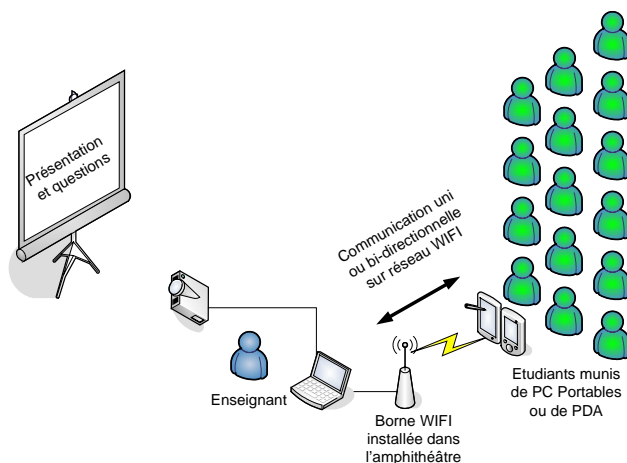 Présentation
et questions
Communication uni
ou bi-directionnelle
sur réseau WIFI
Enseignant
Borne WIFI
installée dans
l'amphithéâtre
Etudiants munis
de PC Portables
ou de PDA